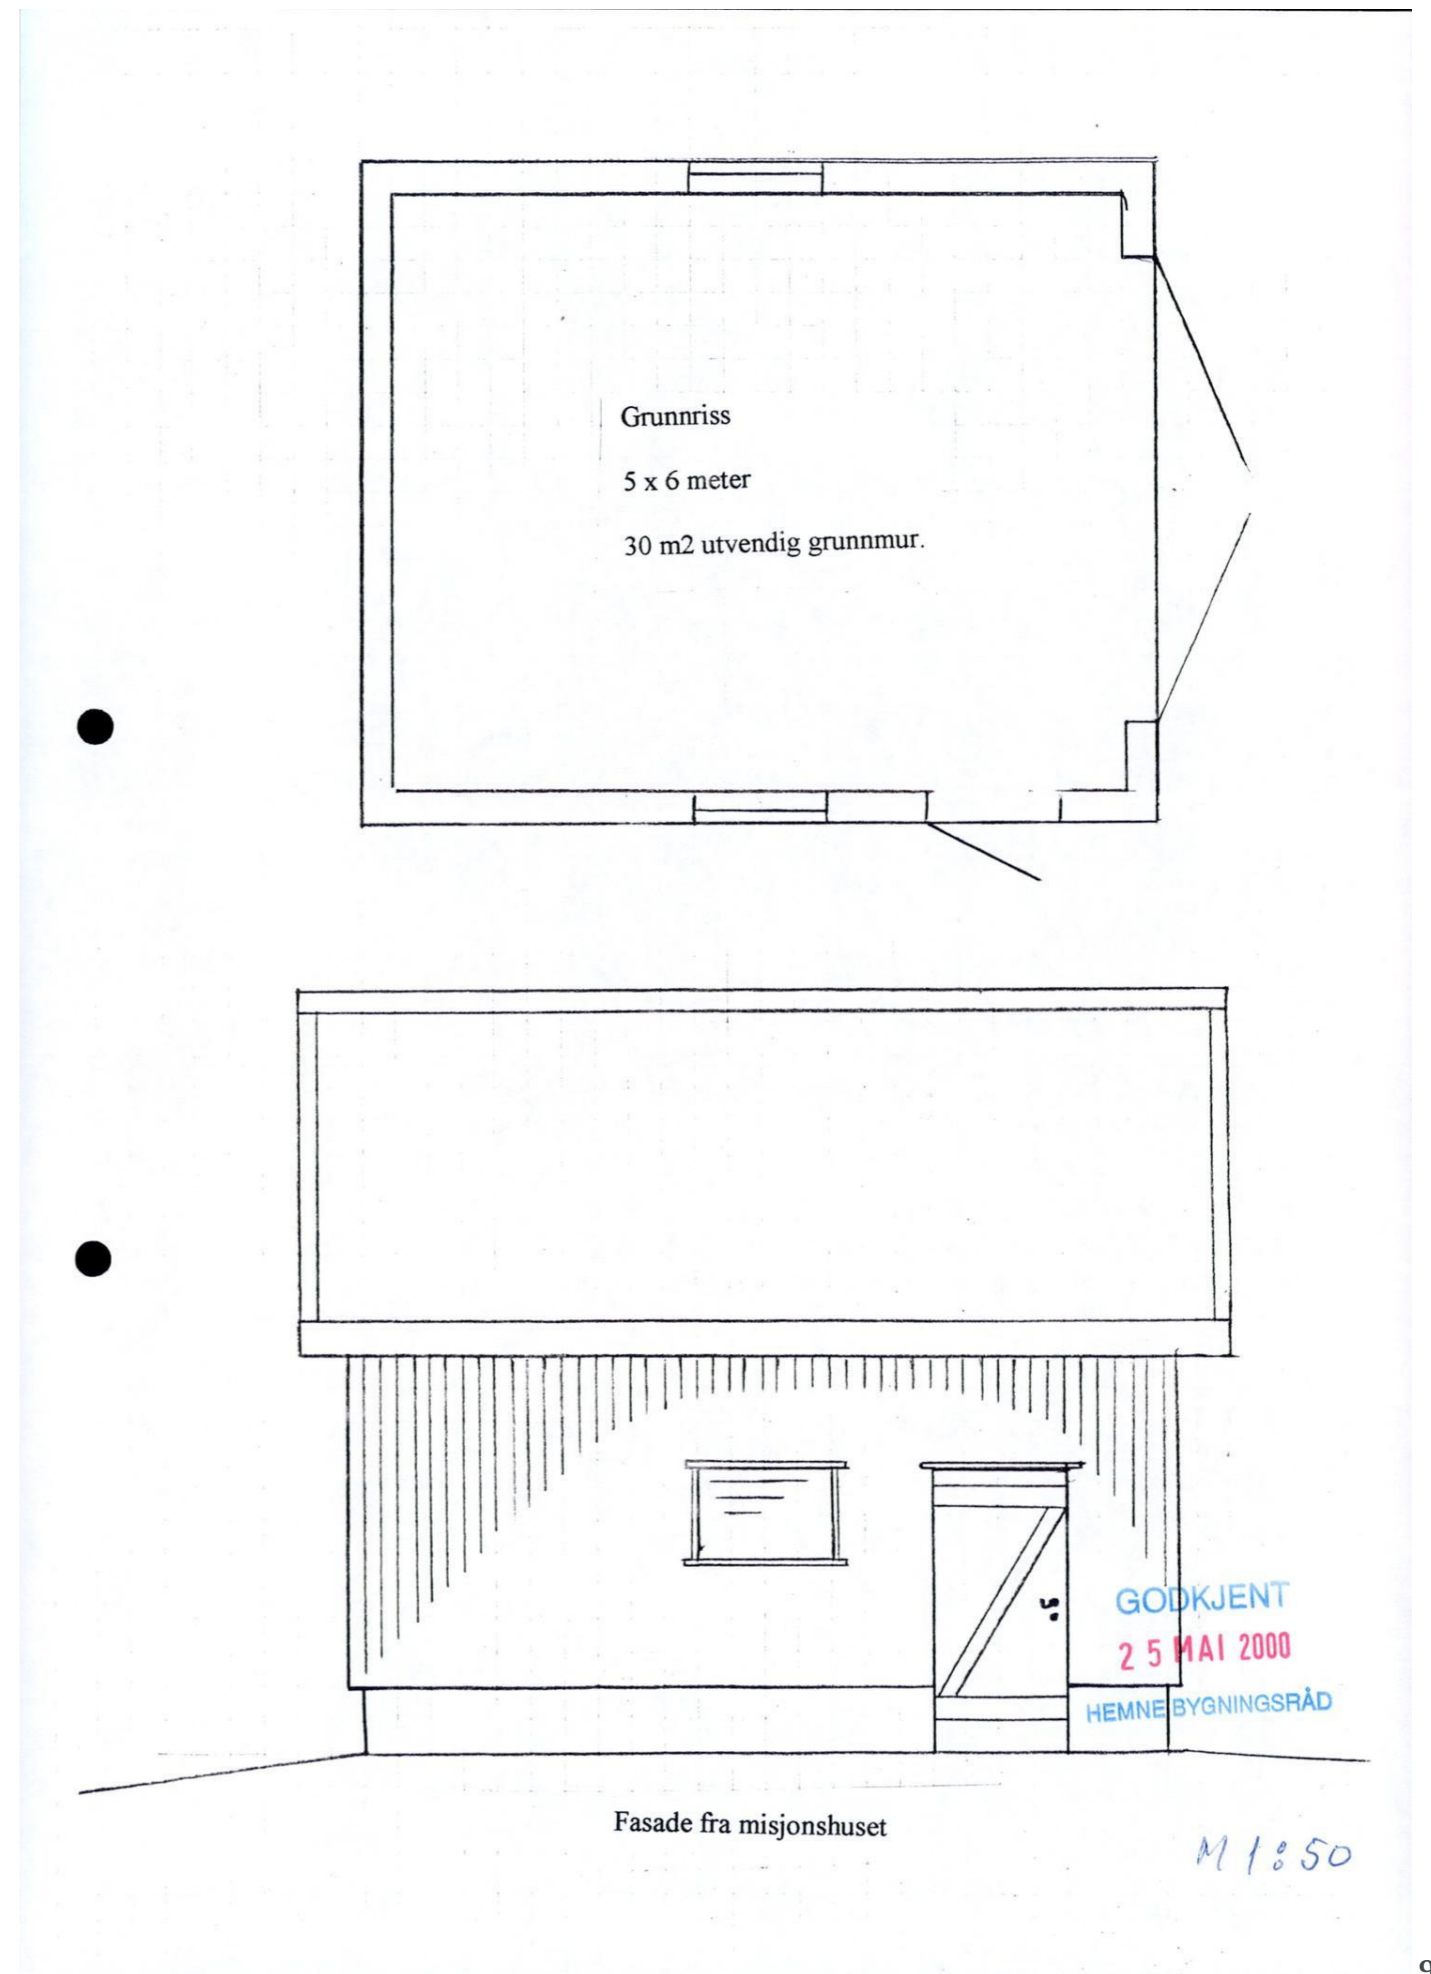 Grunnriss
5 x 6 meter
30 m2 utvendig grunnmur.
GODKJENT
25 MAI 2000
HEMNE BYGNINGSRÅD
Fasade fra misjonshuset
M 1:50